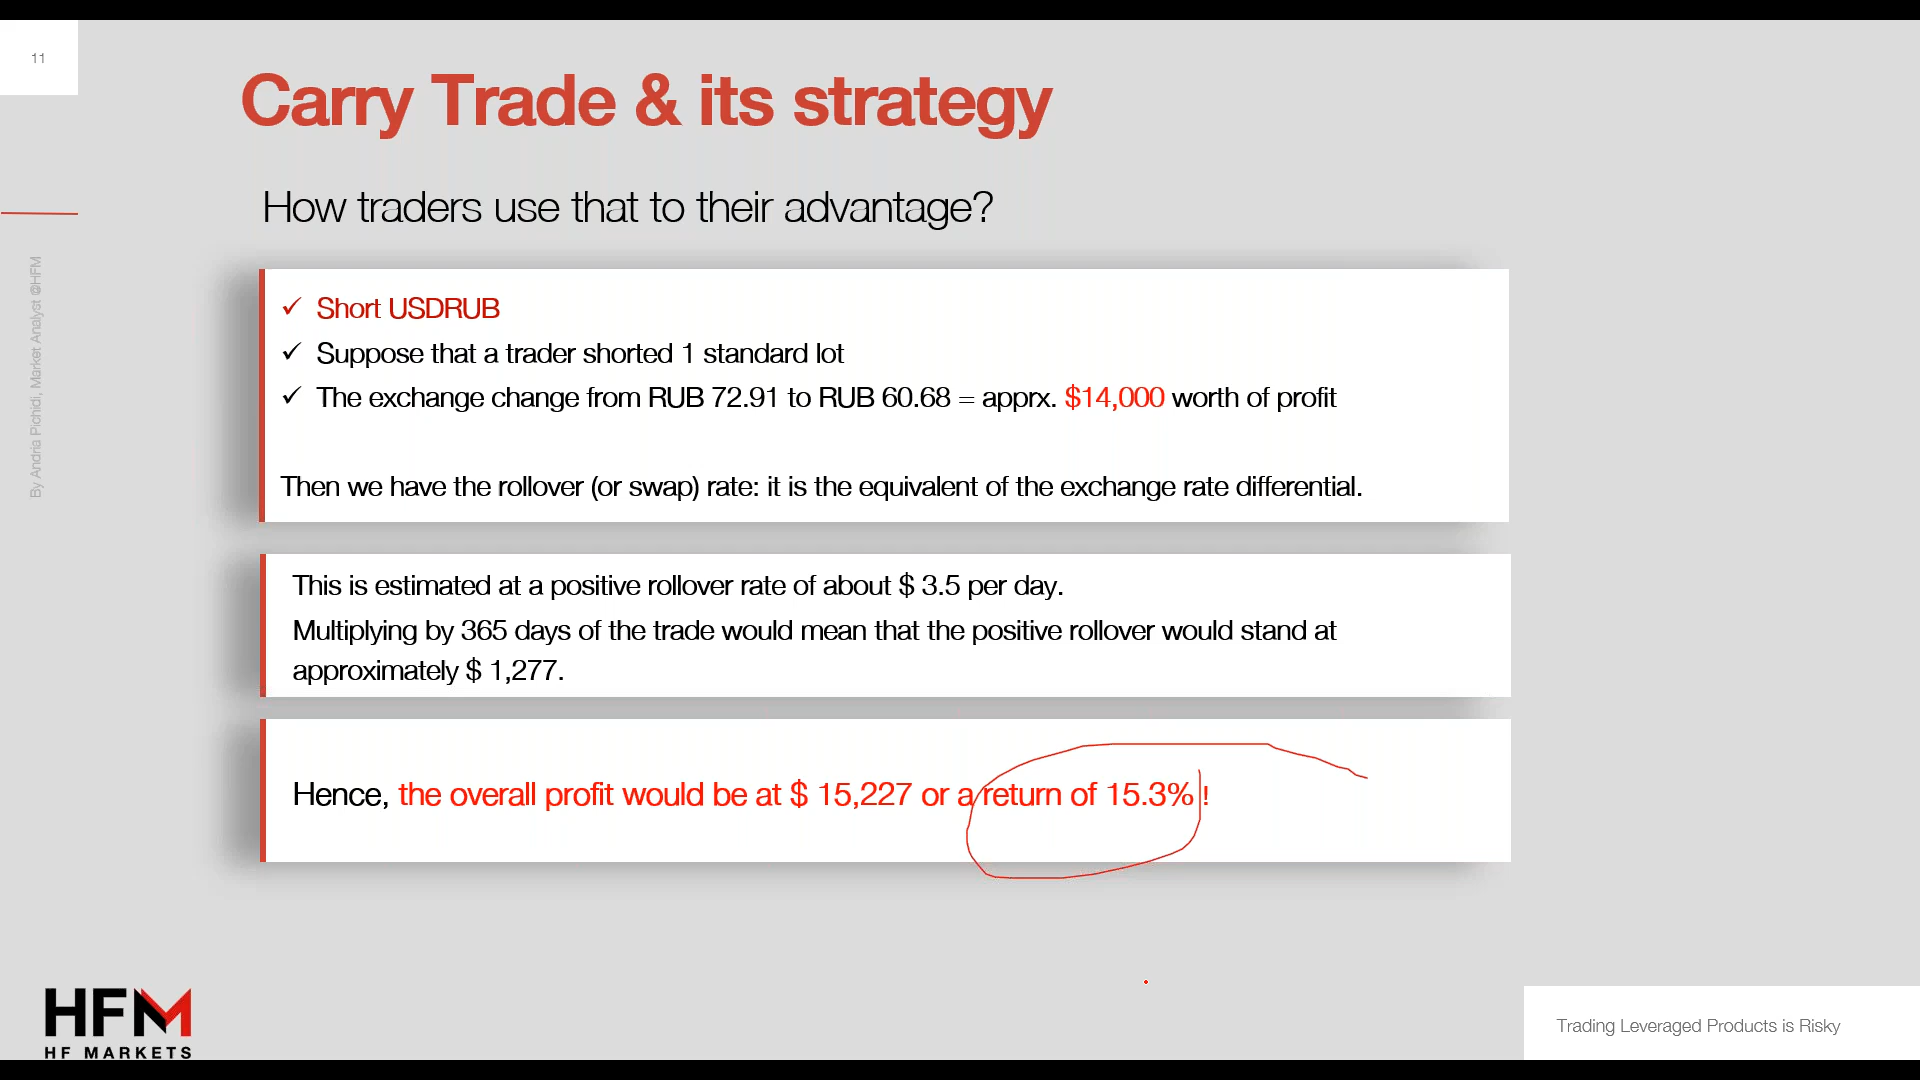 11
Carry Trade & its strategy
How traders use that to their advantage?
By Andria Pichidi, Market Analyst @HFM
✓ Short USDRUB
✓ Suppose that a trader shorted 1 standard lot
✓ The exchange change from RUB 72.91 to RUB 60.68 = apprx. $14,000 worth of profit
Then we have the rollover (or swap) rate: it is the equivalent of the exchange rate differential.
This is estimated at a positive rollover rate of about $ 3.5 per day.
Multiplying by 365 days of the trade would mean that the positive rollover would stand at
approximately $ 1,277.
Hence, the overall profit would be at $ 15,227 or a return of 15.3% !
HFM
HF MARKETS
Trading Leveraged Products is Risky